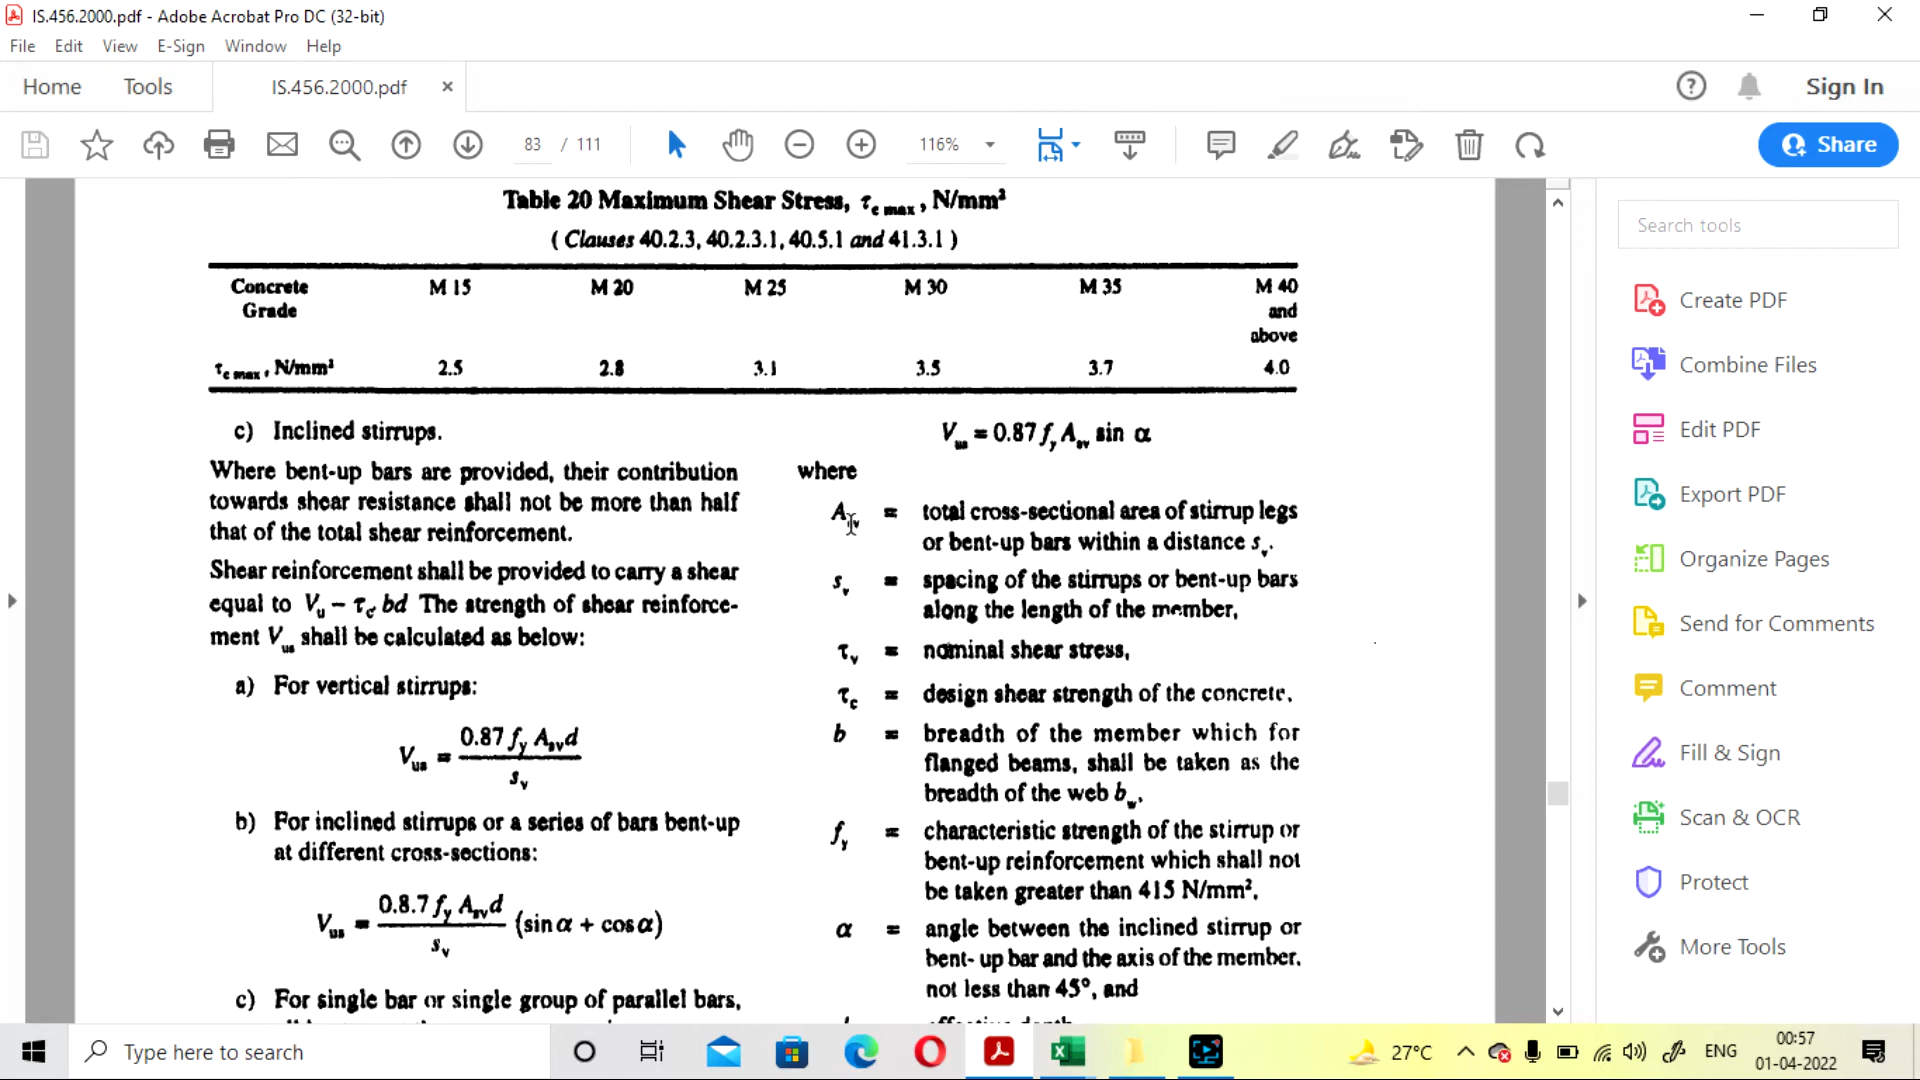 IS.456.2000.pdf - Adobe Acrobat Pro DC (32-bit)
File Edit View E-Sign Window Help
Home Tools IS.456.2000.pdf × Sign In
83 / 111 116% Share
Table 20 Maximum Shear Stress, τc max , N/mm²
( Clauses 40.2.3, 40.2.3.1, 40.5.1 and 41.3.1 )
Concrete Grade M 15 M 20 M 25 M 30 M 35 M 40 and above
τc max , N/mm² 2.5 2.8 3.1 3.5 3.7 4.0
c) Inclined stirrups.
Where bent-up bars are provided, their contribution
towards shear resistance shall not be more than half
that of the total shear reinforcement.
Shear reinforcement shall be provided to carry a shear
equal to Vu – τc bd The strength of shear reinforce-
ment Vus shall be calculated as below:
a) For vertical stirrups:
Vus = 0.87 fy Asv d / sv
b) For inclined stirrups or a series of bars bent-up
at different cross-sections:
Vus = 0.8.7 fy Asv d / sv (sin α + cos α)
c) For single bar or single group of parallel bars,
Vus = 0.87 fy Asv sin α
where
Asv = total cross-sectional area of stirrup legs
or bent-up bars within a distance sv.
sv = spacing of the stirrups or bent-up bars
along the length of the member,
τv = nominal shear stress,
τc = design shear strength of the concrete,
b = breadth of the member which for
flanged beams, shall be taken as the
breadth of the web bw,
fy = characteristic strength of the stirrup or
bent-up reinforcement which shall not
be taken greater than 415 N/mm²,
α = angle between the inclined stirrup or
bent- up bar and the axis of the member,
not less than 45°, and
Search tools
Create PDF
Combine Files
Edit PDF
Export PDF
Organize Pages
Send for Comments
Comment
Fill & Sign
Scan & OCR
Protect
More Tools
Type here to search
27°C
ENG
00:57
01-04-2022